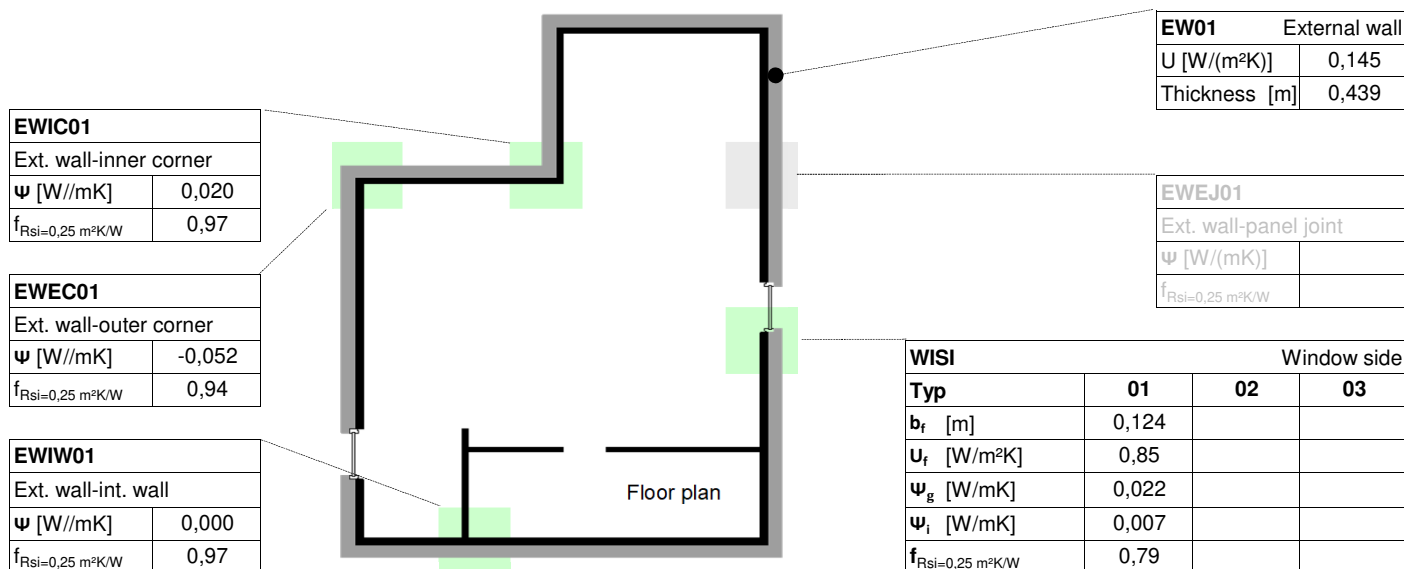 EW01 External wall
U [W/(m²K)] 0,145
Thickness [m] 0,439
EWIC01
Ext. wall-inner corner
Ψ [W//mK] 0,020
fRsi=0,25 m²K/W 0,97
EWEJ01
Ext. wall-panel joint
Ψ [W/(mK)]
fRsi=0,25 m²K/W
EWEC01
Ext. wall-outer corner
Ψ [W//mK] -0,052
fRsi=0,25 m²K/W 0,94
WISI Window side
Typ 01 02 03
bf [m] 0,124
Uf [W/m²K] 0,85
Ψg [W/mK] 0,022
Ψi [W/mK] 0,007
fRsi=0,25 m²K/W 0,79
EWIW01
Ext. wall-int. wall
Ψ [W//mK] 0,000
fRsi=0,25 m²K/W 0,97
Floor plan